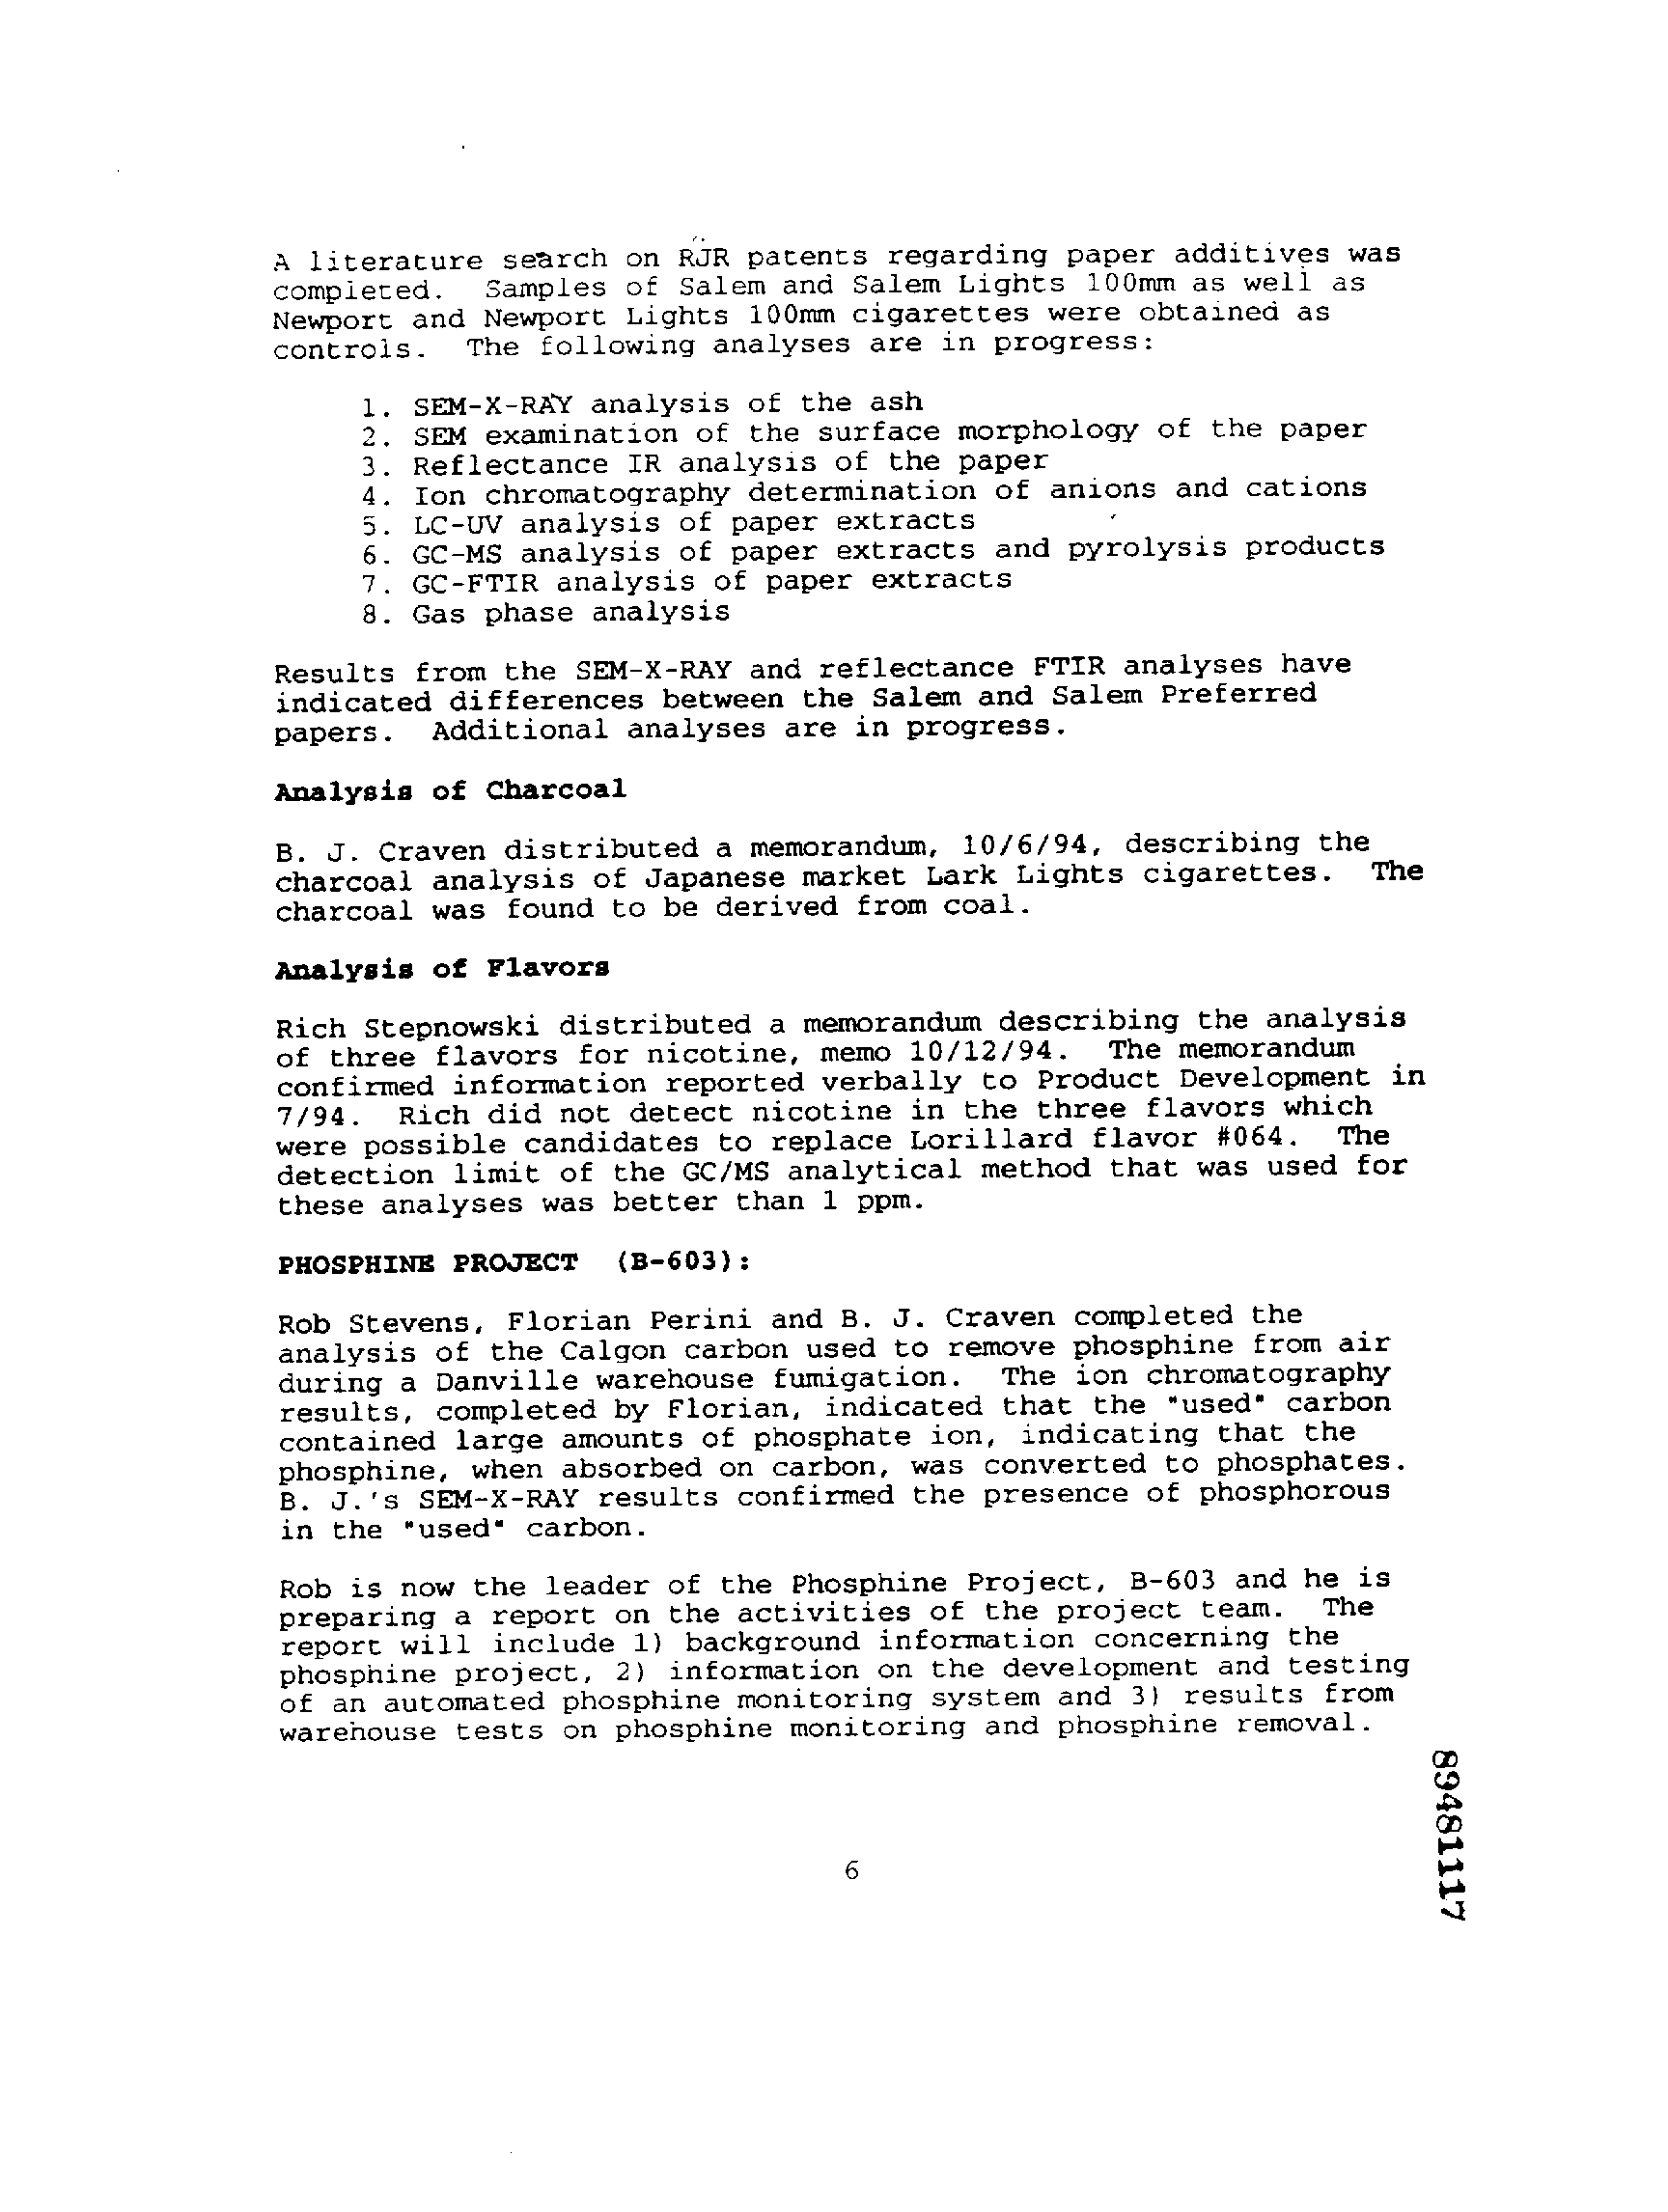 A literature search on RJR patents regarding paper additives was
completed. Samples of Salem and Salem Lights 100mm as well as
Newport and Newport Lights 100mm cigarettes were obtained as
controls. The following analyses are in progress:
1. SEM-X-RAY analysis of the ash
2. SEM examination of the surface morphology of the paper
3. Reflectance IR analysis of the paper
4. Ion chromatography determination of anions and cations
5. LC-UV analysis of paper extracts
6. GC-MS analysis of paper extracts and pyrolysis products
7. GC-FTIR analysis of paper extracts
8. Gas phase analysis
Results from the SEM-X-RAY and reflectance FTIR analyses have
indicated differences between the Salem and Salem Preferred
papers. Additional analyses are in progress.
Analysis of Charcoal
B. J. Craven distributed a memorandum, 10/6/94, describing the
charcoal analysis of Japanese market Lark Lights cigarettes. The
charcoal was found to be derived from coal.
Analysis of Flavors
Rich Stepnowski distributed a memorandum describing the analysis
of three flavors for nicotine, memo 10/12/94. The memorandum
confirmed information reported verbally to Product Development in
7/94. Rich did not detect nicotine in the three flavors which
were possible candidates to replace Lorillard flavor #064. The
detection limit of the GC/MS analytical method that was used for
these analyses was better than 1 ppm.
PHOSPHINE PROJECT (B-603):
Rob Stevens, Florian Perini and B. J. Craven completed the
analysis of the Calgon carbon used to remove phosphine from air
during a Danville warehouse fumigation. The ion chromatography
results, completed by Florian, indicated that the "used" carbon
contained large amounts of phosphate ion, indicating that the
phosphine, when absorbed on carbon, was converted to phosphates.
B. J.'s SEM-X-RAY results confirmed the presence of phosphorous
in the "used" carbon.
Rob is now the leader of the Phosphine Project, B-603 and he is
preparing a report on the activities of the project team. The
report will include 1) background information concerning the
phosphine project, 2) information on the development and testing
of an automated phosphine monitoring system and 3) results from
warehouse tests on phosphine monitoring and phosphine removal.
89481117
6